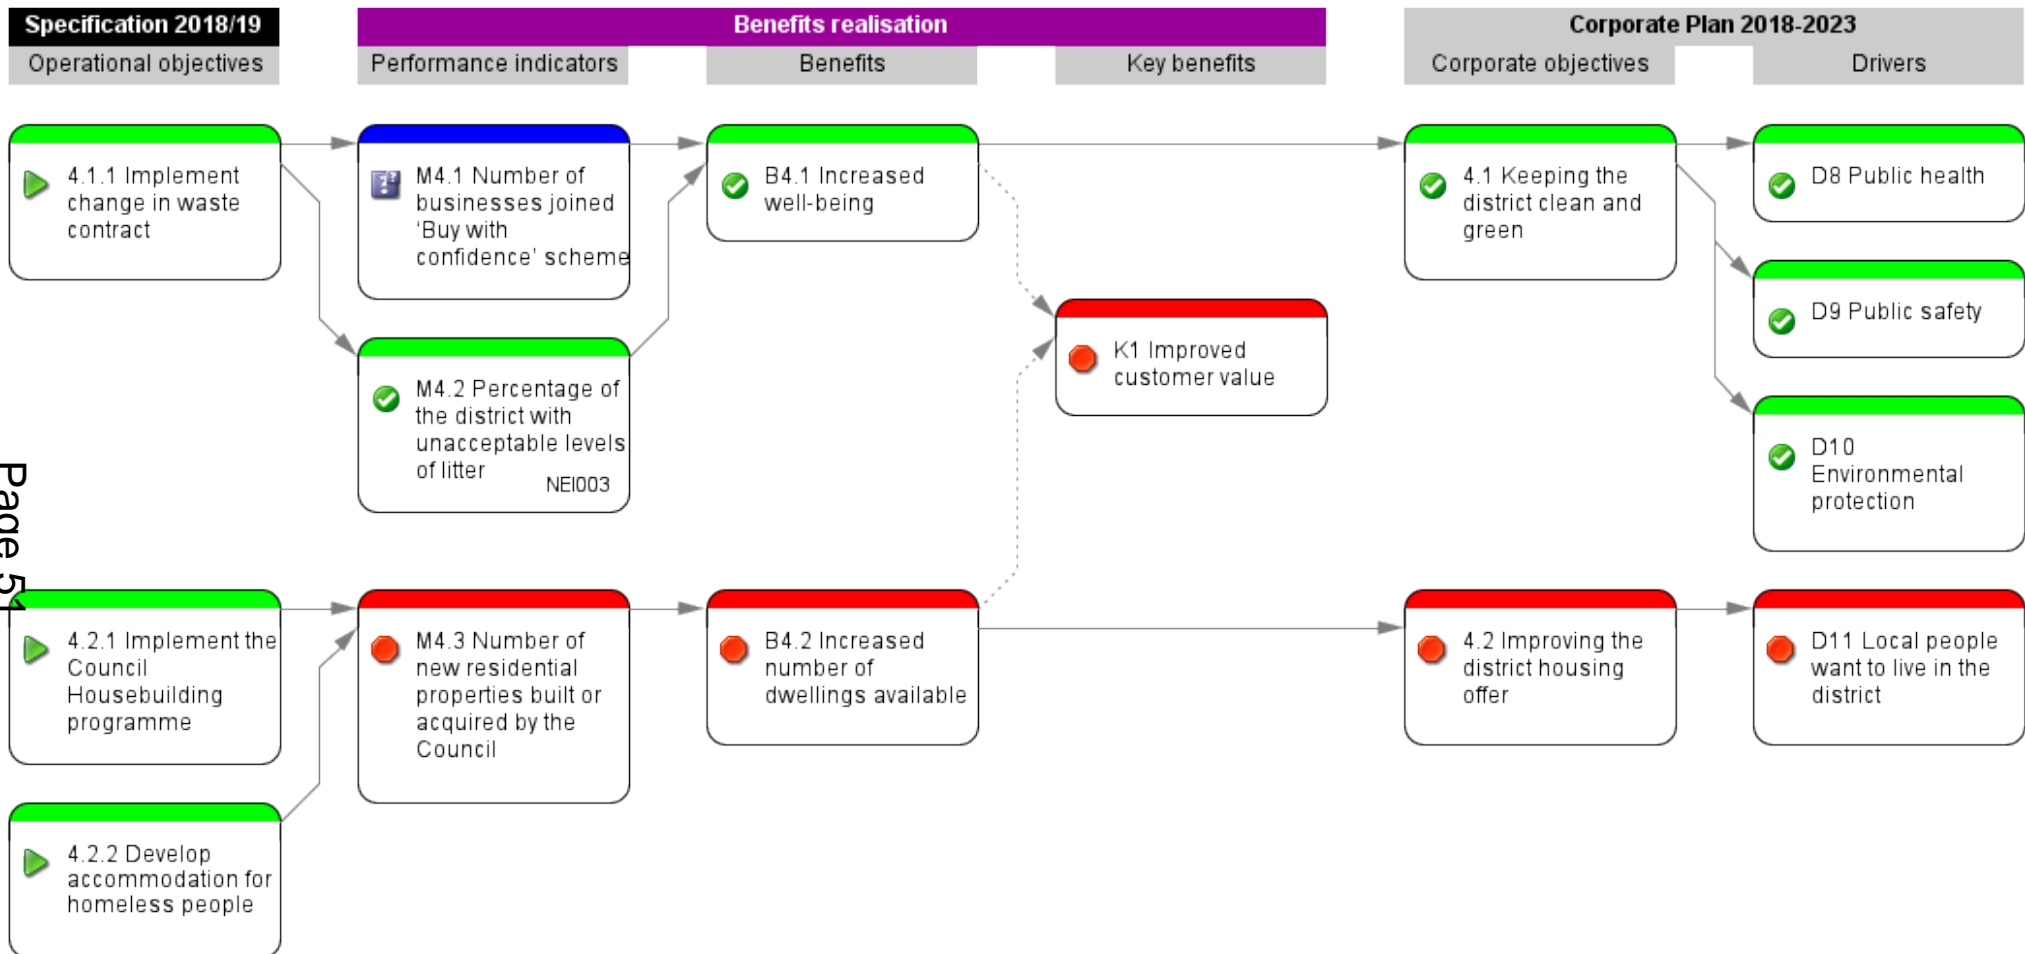 Specification 2018/19
Benefits realisation
Corporate Plan 2018-2023
Operational objectives
Performance indicators
Benefits
Key benefits
Corporate objectives
Drivers
4.1.1 Implement
change in waste
contract
M4.1 Number of
businesses joined
‘Buy with
confidence’ scheme
B4.1 Increased
well-being
4.1 Keeping the
district clean and
green
D8 Public health
D9 Public safety
K1 Improved
customer value
M4.2 Percentage of
the district with
unacceptable levels
of litter
NEI003
D10
Environmental
protection
Page 51
4.2.1 Implement the
Council
Housebuilding
programme
M4.3 Number of
new residential
properties built or
acquired by the
Council
B4.2 Increased
number of
dwellings available
4.2 Improving the
district housing
offer
D11 Local people
want to live in the
district
4.2.2 Develop
accommodation for
homeless people